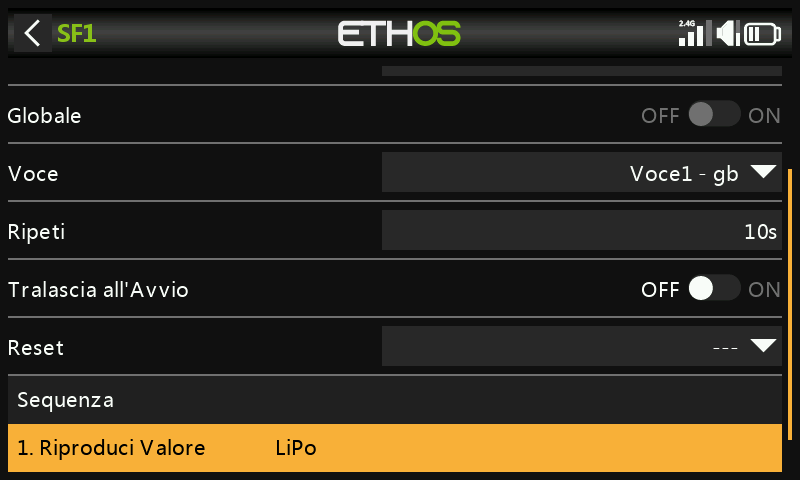 SF1
ETHOS
2.4G
Globale
OFF ON
Voce
Voce1 - gb
Ripeti
10s
Tralascia all'Avvio
OFF ON
Reset
---
Sequenza
1. Riproduci Valore LiPo